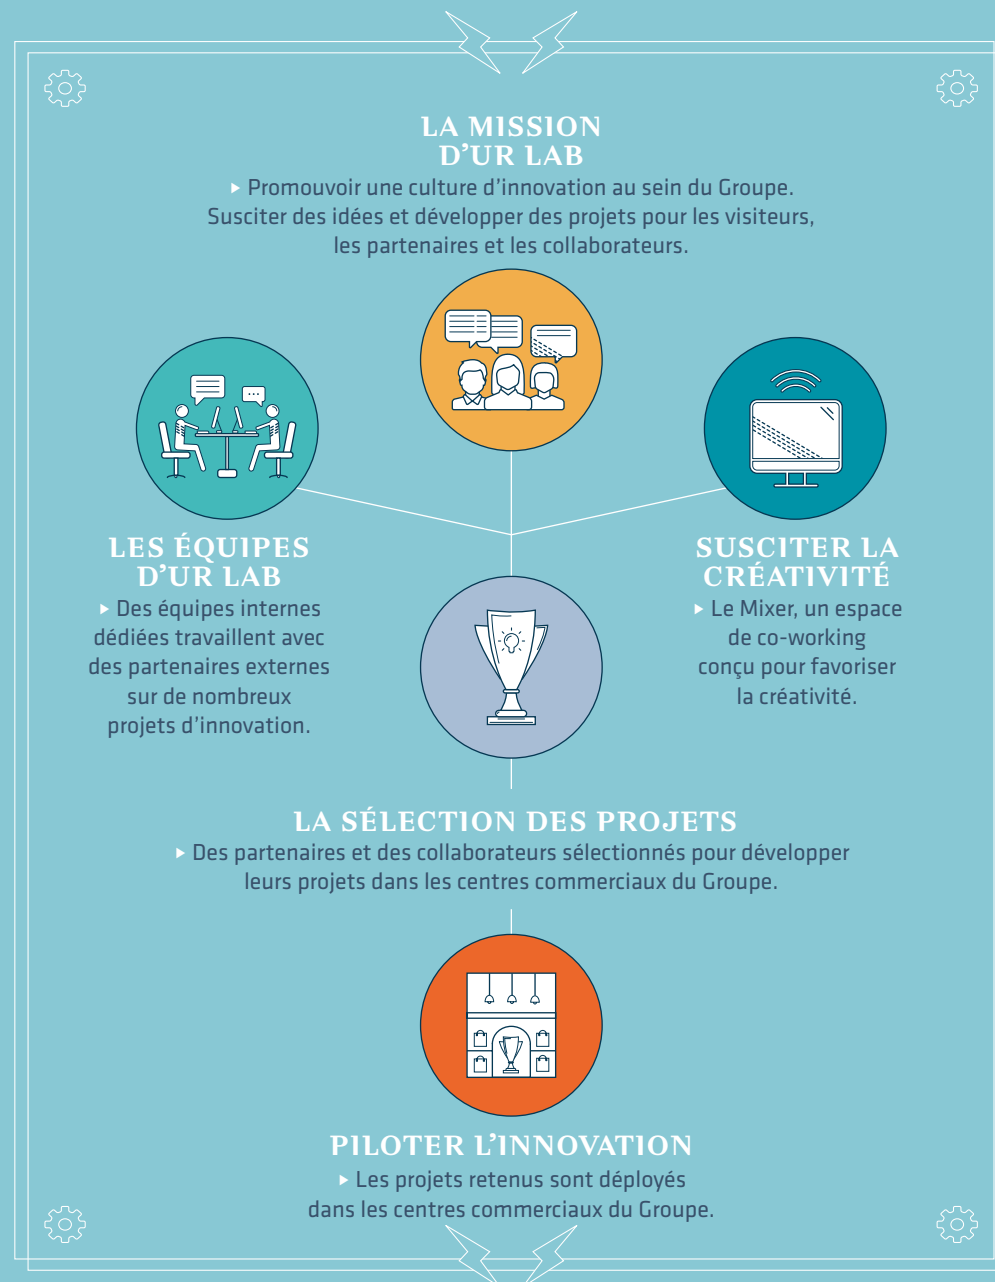 LA MISSION
D’UR LAB
▸ Promouvoir une culture d’innovation au sein du Groupe.
Susciter des idées et développer des projets pour les visiteurs,
les partenaires et les collaborateurs.
LES ÉQUIPES
D’UR LAB
▸ Des équipes internes
dédiées travaillent avec
des partenaires externes
sur de nombreux
projets d’innovation.
SUSCITER LA
CRÉATIVITÉ
▸ Le Mixer, un espace
de co-working
conçu pour favoriser
la créativité.
LA SÉLECTION DES PROJETS
▸ Des partenaires et des collaborateurs sélectionnés pour développer
leurs projets dans les centres commerciaux du Groupe.
PILOTER L’INNOVATION
▸ Les projets retenus sont déployés
dans les centres commerciaux du Groupe.